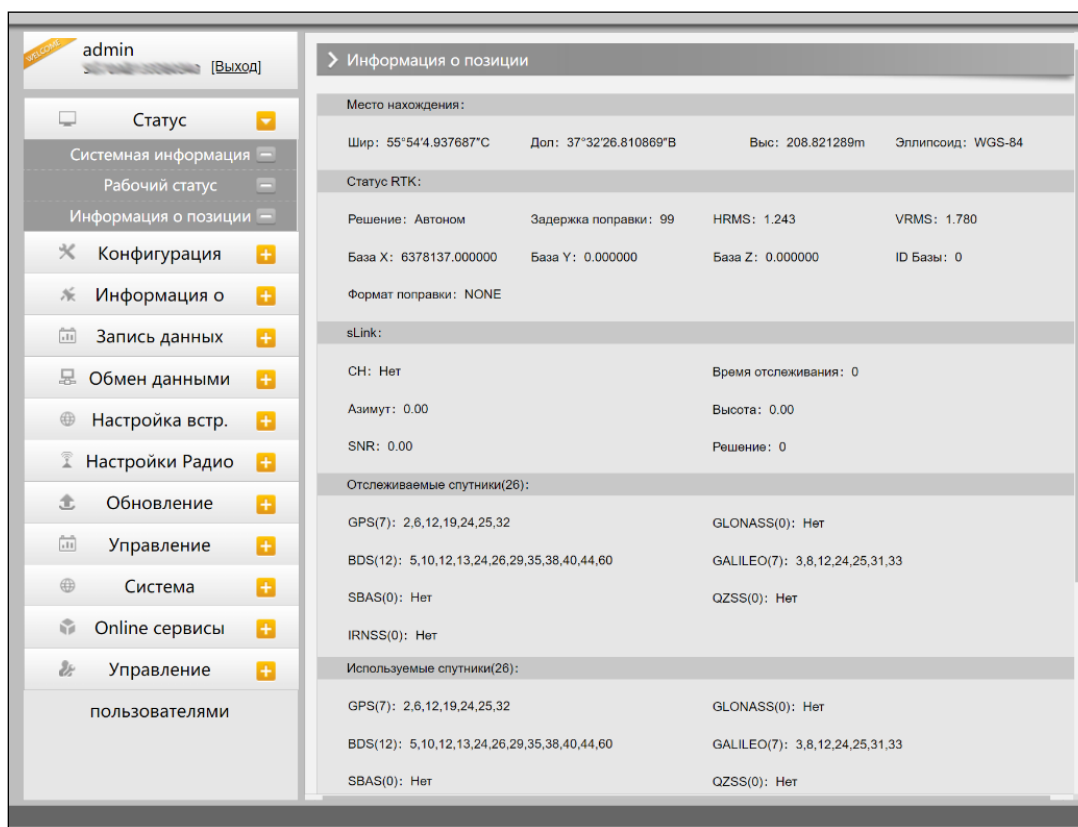 WELCOME
admin
[Выход]
Статус
Системная информация
Рабочий статус
Информация о позиции
Конфигурация
Информация о
Запись данных
Обмен данными
Настройка встр.
Настройки Радио
Обновление
Управление
Система
Online сервисы
Управление
пользователями
Информация о позиции
Место нахождения:
Шир: 55°54'4.937687"С Дол: 37°32'26.810869"В Выс: 208.821289m Эллипсоид: WGS-84
Статус RTK:
Решение: Автоном Задержка поправки: 99 HRMS: 1.243 VRMS: 1.780
База X: 6378137.000000 База Y: 0.000000 База Z: 0.000000 ID Базы: 0
Формат поправки: NONE
sLink:
CH: Нет Время отслеживания: 0
Азимут: 0.00 Высота: 0.00
SNR: 0.00 Решение: 0
Отслеживаемые спутники(26):
GPS(7): 2,6,12,19,24,25,32 GLONASS(0): Нет
BDS(12): 5,10,12,13,24,26,29,35,38,40,44,60 GALILEO(7): 3,8,12,24,25,31,33
SBAS(0): Нет QZSS(0): Нет
IRNSS(0): Нет
Используемые спутники(26):
GPS(7): 2,6,12,19,24,25,32 GLONASS(0): Нет
BDS(12): 5,10,12,13,24,26,29,35,38,40,44,60 GALILEO(7): 3,8,12,24,25,31,33
SBAS(0): Нет QZSS(0): Нет